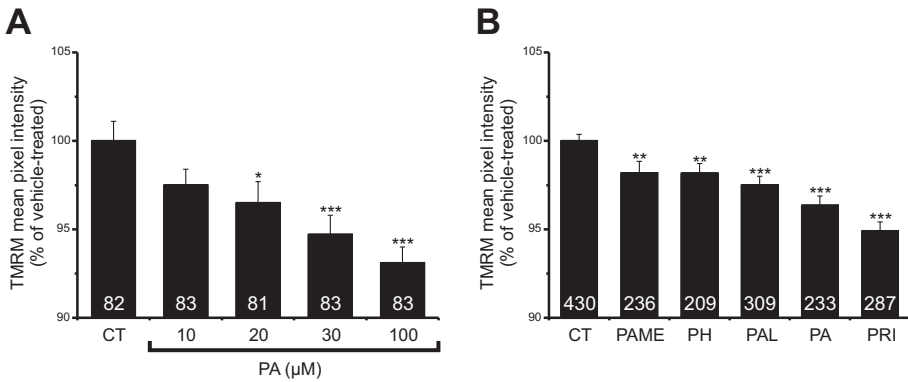 A
TMRM mean pixel intensity
(% of vehicle-treated)
105
100
95
90
*
***
***
82
83
81
83
83
CT
10
20
30
100
PA (μM)
B
TMRM mean pixel intensity
(% of vehicle-treated)
105
100
95
90
**
**
***
***
***
430
236
209
309
233
287
CT
PAME
PH
PAL
PA
PRI